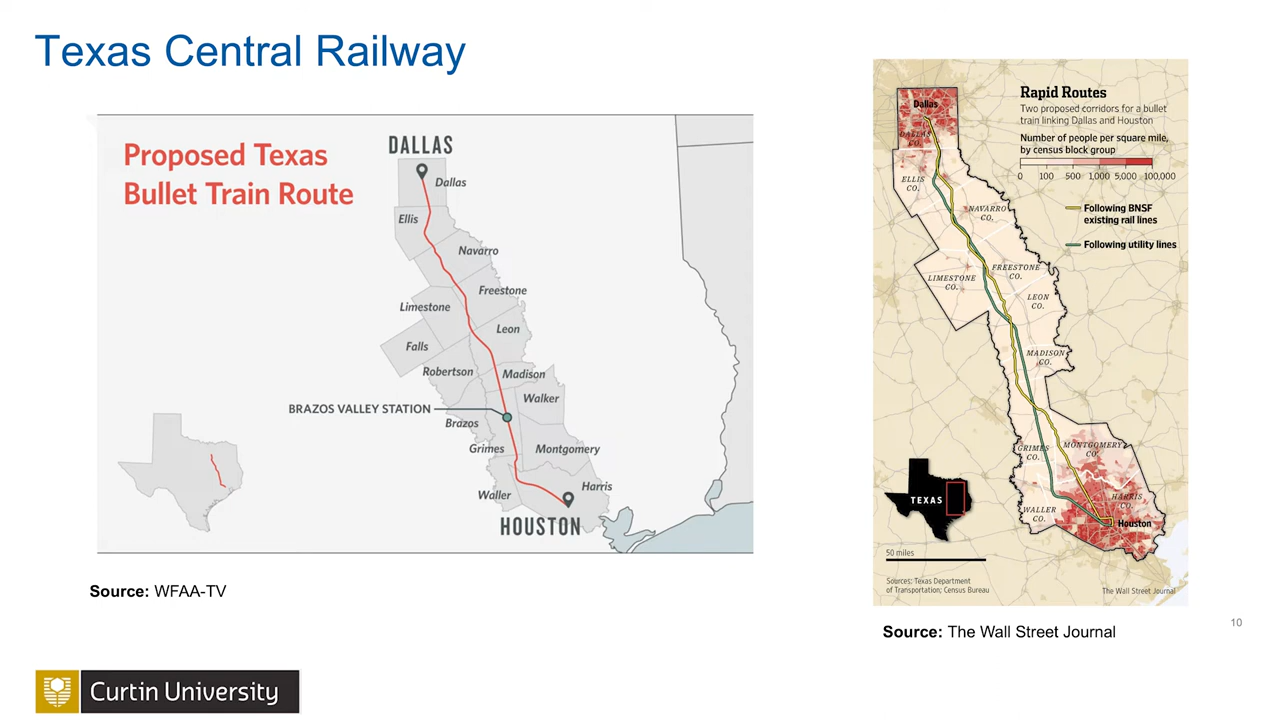 Texas Central Railway
Proposed Texas
Bullet Train Route
DALLAS
Dallas
Ellis
Navarro
Freestone
Limestone
Leon
Falls
Robertson
Madison
Walker
BRAZOS VALLEY STATION
Brazos
Grimes
Montgomery
Harris
Waller
HOUSTON
Source: WFAA-TV
Rapid Routes
Two proposed corridors for a bullet
train linking Dallas and Houston
Number of people per square mile,
by census block group
0 100 500 1,000 5,000 100,000
Following BNSF
existing rail lines
Following utility lines
Dallas
DALLAS
CO.
ELLIS
CO.
NAVARRO
CO.
FREESTONE
CO.
LIMESTONE
CO.
LEON
CO.
MADISON
CO.
GRIMES
CO.
MONTGOMERY
CO.
HARRIS
CO.
WALLER
CO.
Houston
TEXAS
50 miles
Sources: Texas Department
of Transportation; Census Bureau
The Wall Street Journal
Source: The Wall Street Journal
10
Curtin University